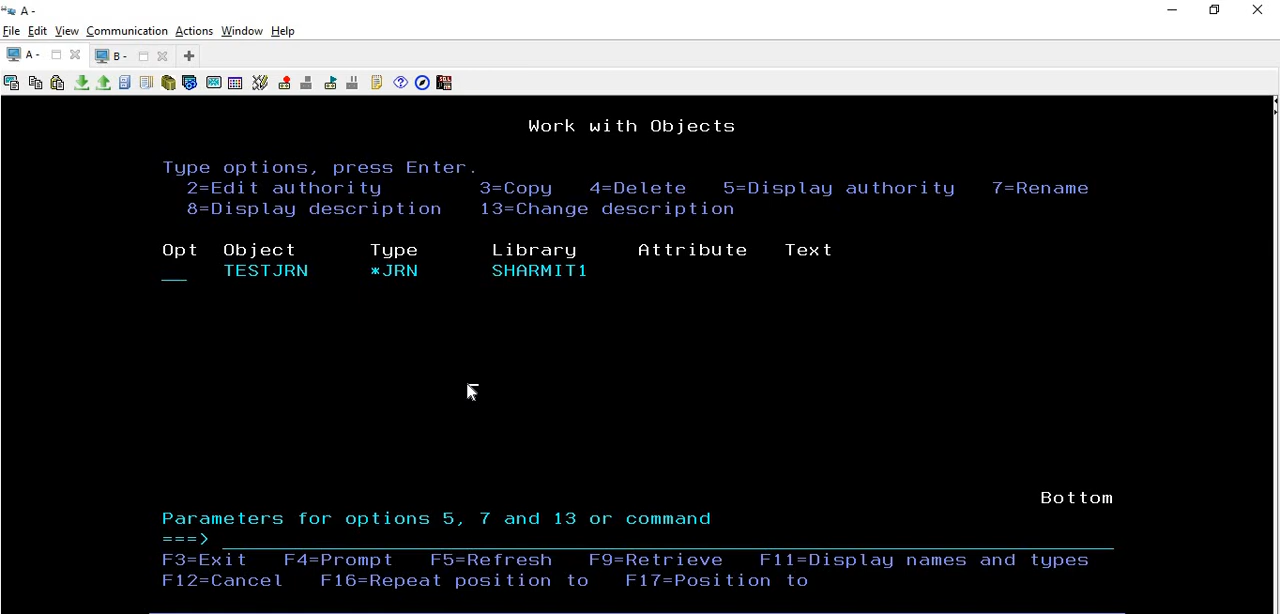 A -
File Edit View Communication Actions Window Help
A - B -
Work with Objects
Type options, press Enter.
2=Edit authority 3=Copy 4=Delete 5=Display authority 7=Rename
8=Display description 13=Change description
Opt Object Type Library Attribute Text
TESTJRN *JRN SHARMIT1
Bottom
Parameters for options 5, 7 and 13 or command
===>
F3=Exit F4=Prompt F5=Refresh F9=Retrieve F11=Display names and types
F12=Cancel F16=Repeat position to F17=Position to